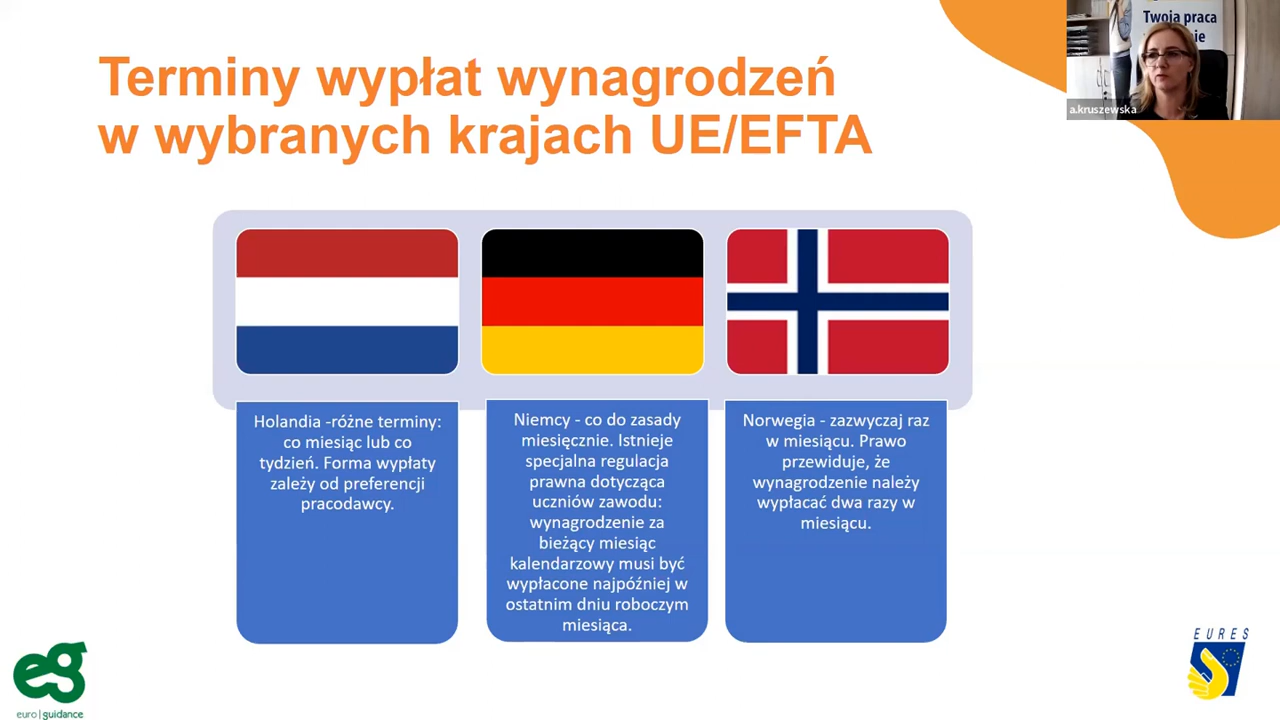 Terminy wypłat wynagrodzeń
w wybranych krajach UE/EFTA
Twoja praca
a.kruszewska
Holandia -różne terminy:
co miesiąc lub co
tydzień. Forma wypłaty
zależy od preferencji
pracodawcy.
Niemcy - co do zasady
miesięcznie. Istnieje
specjalna regulacja
prawna dotycząca
uczniów zawodu:
wynagrodzenie za
bieżący miesiąc
kalendarzowy musi być
wypłacone najpóźniej w
ostatnim dniu roboczym
miesiąca.
Norwegia - zazwyczaj raz
w miesiącu. Prawo
przewiduje, że
wynagrodzenie należy
wypłacać dwa razy w
miesiącu.
eg
euro|guidance
EURES